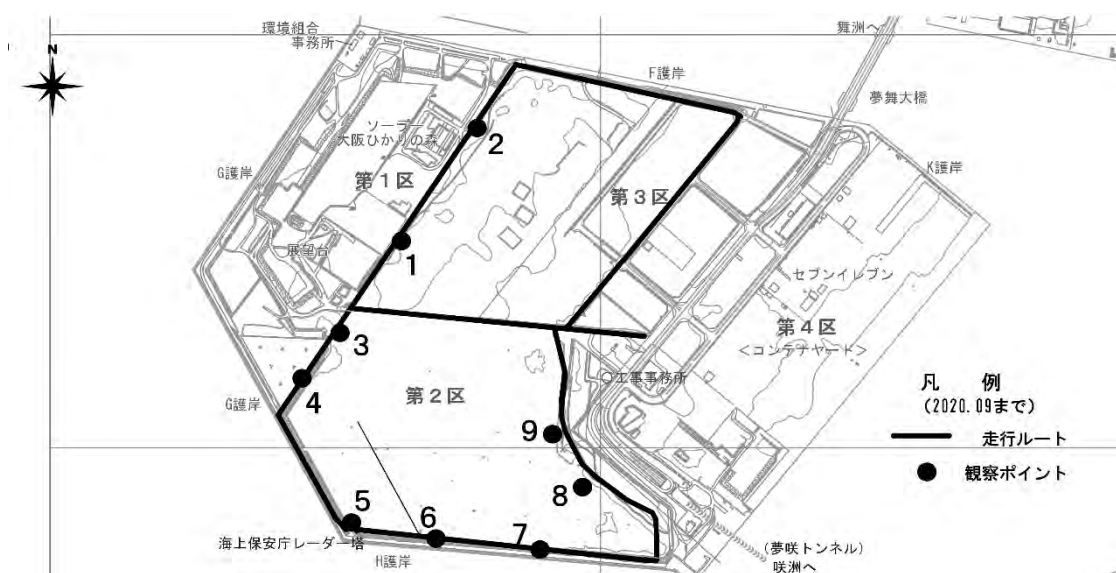 環境組合
事務所
舞洲へ
N
F護岸
夢舞大橋
ソーラー
大阪ひかりの森
2
K護岸
G護岸
第1区
第3区
1
展望台
セブンイレブン
3
第4区
<コンテナヤード>
4
工事事務所
凡 例
(2020.09まで)
G護岸
第2区
9
走行ルート
8
観察ポイント
5
6
7
海上保安庁レーダー塔
H護岸
(夢咲トンネル)
咲洲へ